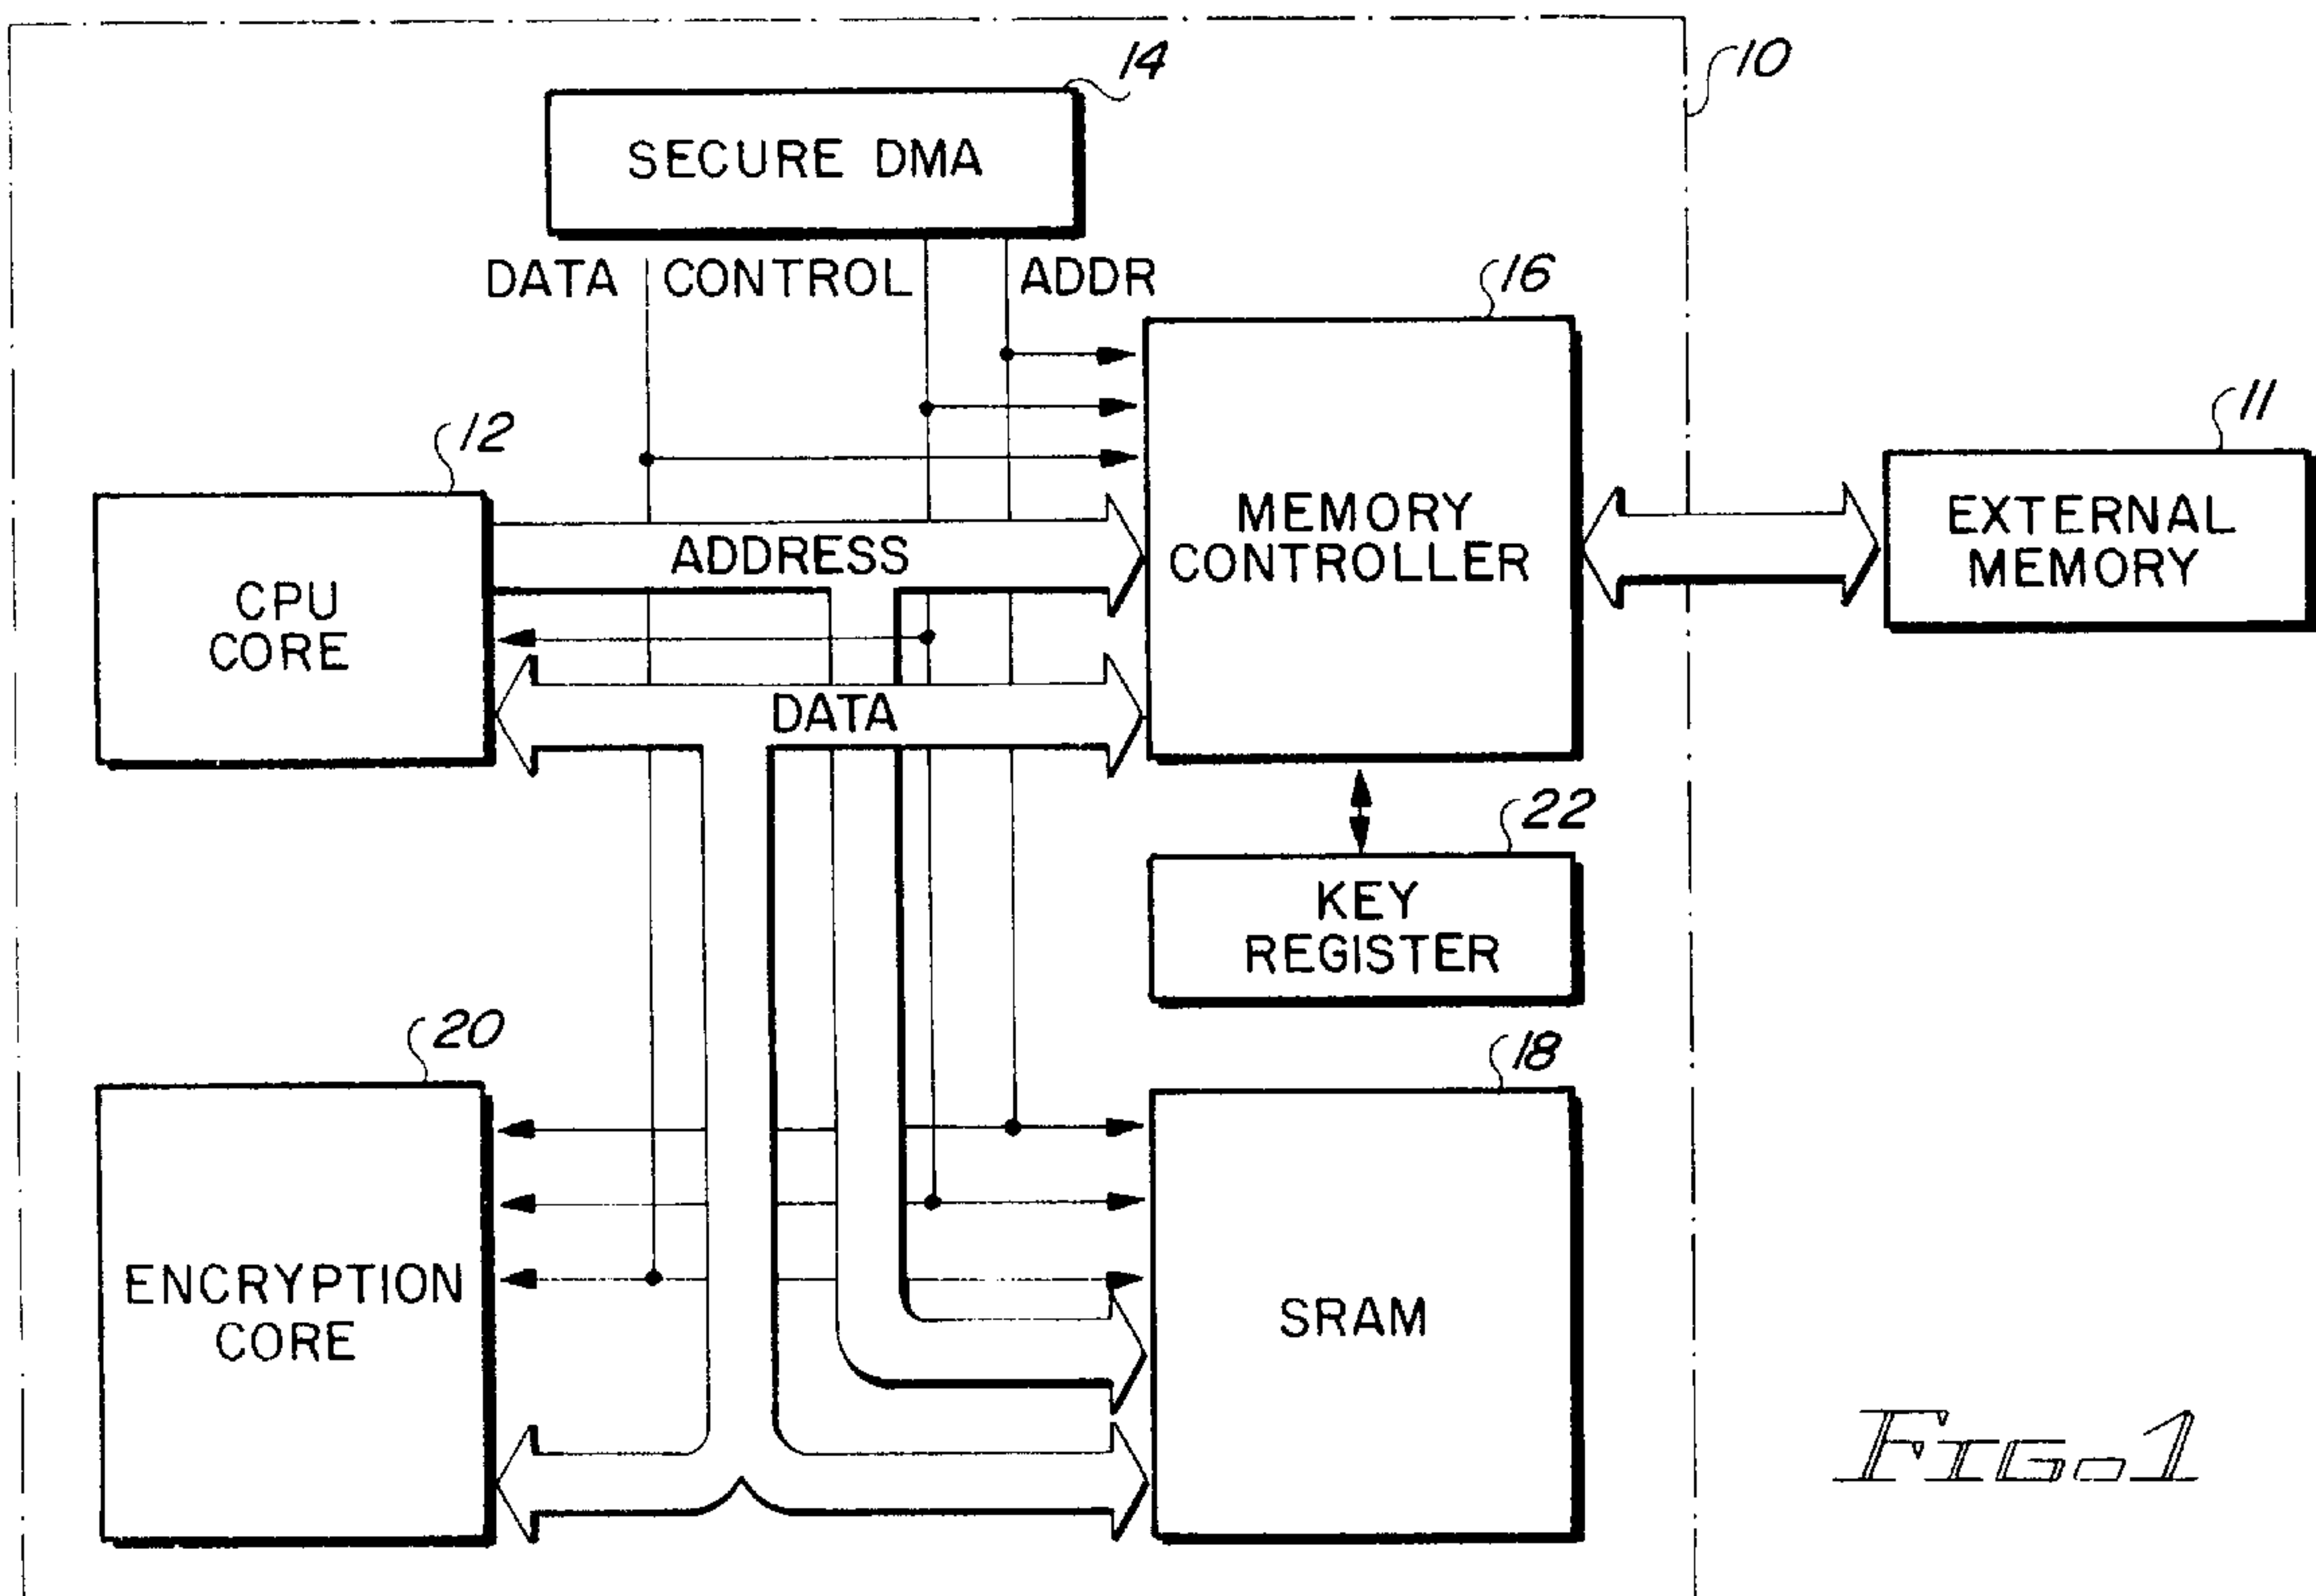 14
10
SECURE DMA
DATA CONTROL ADDR
16
11
12
MEMORY
CONTROLLER
EXTERNAL
MEMORY
ADDRESS
CPU
CORE
DATA
22
KEY
REGISTER
20
18
ENCRYPTION
CORE
SRAM
FIG. 1